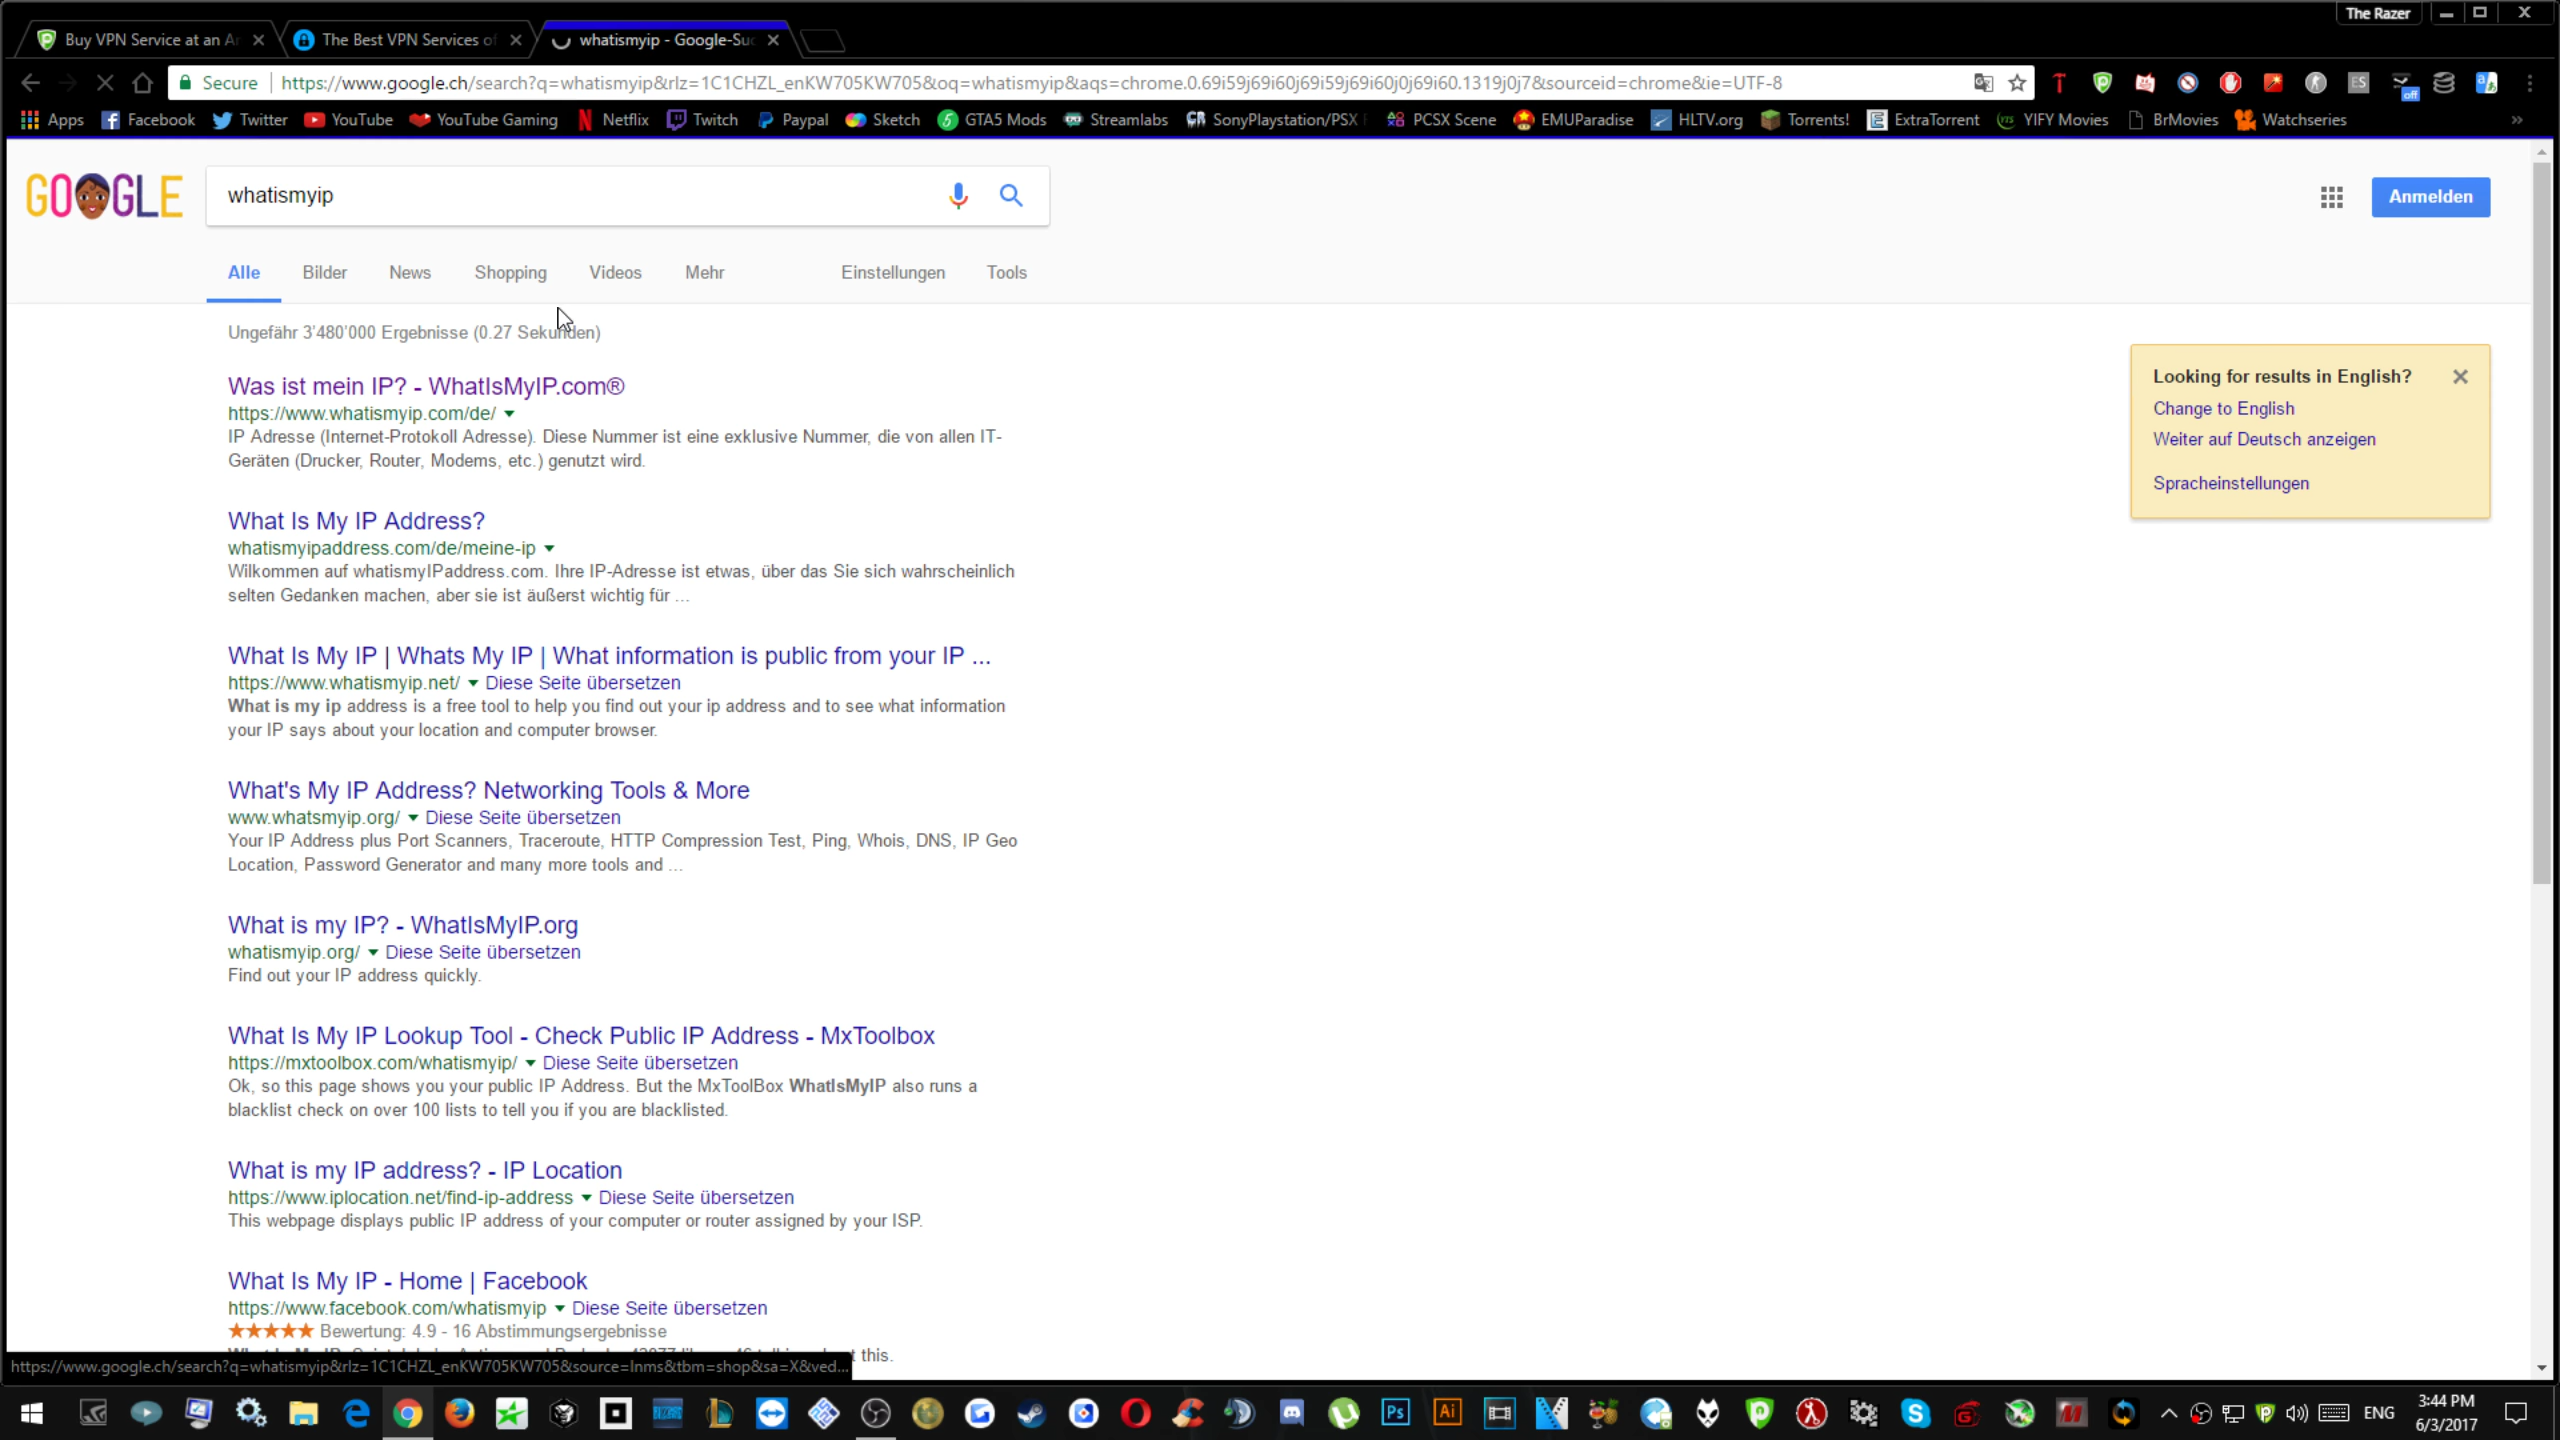 The Razer
Buy VPN Service at an A
The Best VPN Services of
whatismyip - Google-Su
Secure
https://www.google.ch/search?q=whatismyip&rlz=1C1CHZL_enKW705KW705&oq=whatismyip&aqs=chrome.0.69i59j69i60j69i59j69i60j0j69i60.1319j0j7&sourceid=chrome&ie=UTF-8
ES
off
Apps Facebook Twitter YouTube YouTube Gaming Netflix Twitch Paypal Sketch GTA5 Mods Streamlabs SonyPlaystation/PSX PCSX Scene EMUParadise HLTV.org Torrents! ExtraTorrent YIFY Movies BrMovies Watchseries »
GOOGLE
whatismyip
Anmelden
Alle Bilder News Shopping Videos Mehr Einstellungen Tools
Ungefähr 3'480'000 Ergebnisse (0.27 Sekunden)
Was ist mein IP? - WhatIsMyIP.com®
https://www.whatismyip.com/de/
IP Adresse (Internet-Protokoll Adresse). Diese Nummer ist eine exklusive Nummer, die von allen IT-
Geräten (Drucker, Router, Modems, etc.) genutzt wird.
What Is My IP Address?
whatismyipaddress.com/de/meine-ip
Wilkommen auf whatismyIPaddress.com. Ihre IP-Adresse ist etwas, über das Sie sich wahrscheinlich
selten Gedanken machen, aber sie ist äußerst wichtig für ...
What Is My IP | Whats My IP | What information is public from your IP ...
https://www.whatismyip.net/ Diese Seite übersetzen
What is my ip address is a free tool to help you find out your ip address and to see what information
your IP says about your location and computer browser.
What's My IP Address? Networking Tools & More
www.whatsmyip.org/ Diese Seite übersetzen
Your IP Address plus Port Scanners, Traceroute, HTTP Compression Test, Ping, Whois, DNS, IP Geo
Location, Password Generator and many more tools and ...
What is my IP? - WhatIsMyIP.org
whatismyip.org/ Diese Seite übersetzen
Find out your IP address quickly.
What Is My IP Lookup Tool - Check Public IP Address - MxToolbox
https://mxtoolbox.com/whatismyip/ Diese Seite übersetzen
Ok, so this page shows you your public IP Address. But the MxToolBox WhatIsMyIP also runs a
blacklist check on over 100 lists to tell you if you are blacklisted.
What is my IP address? - IP Location
https://www.iplocation.net/find-ip-address Diese Seite übersetzen
This webpage displays public IP address of your computer or router assigned by your ISP.
What Is My IP - Home | Facebook
https://www.facebook.com/whatismyip Diese Seite übersetzen
Bewertung: 4.9 - 16 Abstimmungsergebnisse
t this.
Looking for results in English?
Change to English
Weiter auf Deutsch anzeigen
Spracheinstellungen
https://www.google.ch/search?q=whatismyip&rlz=1C1CHZL_enKW705KW705&source=lnms&tbm=shop&sa=X&ved...
Ps Ai
ENG
3:44 PM
6/3/2017